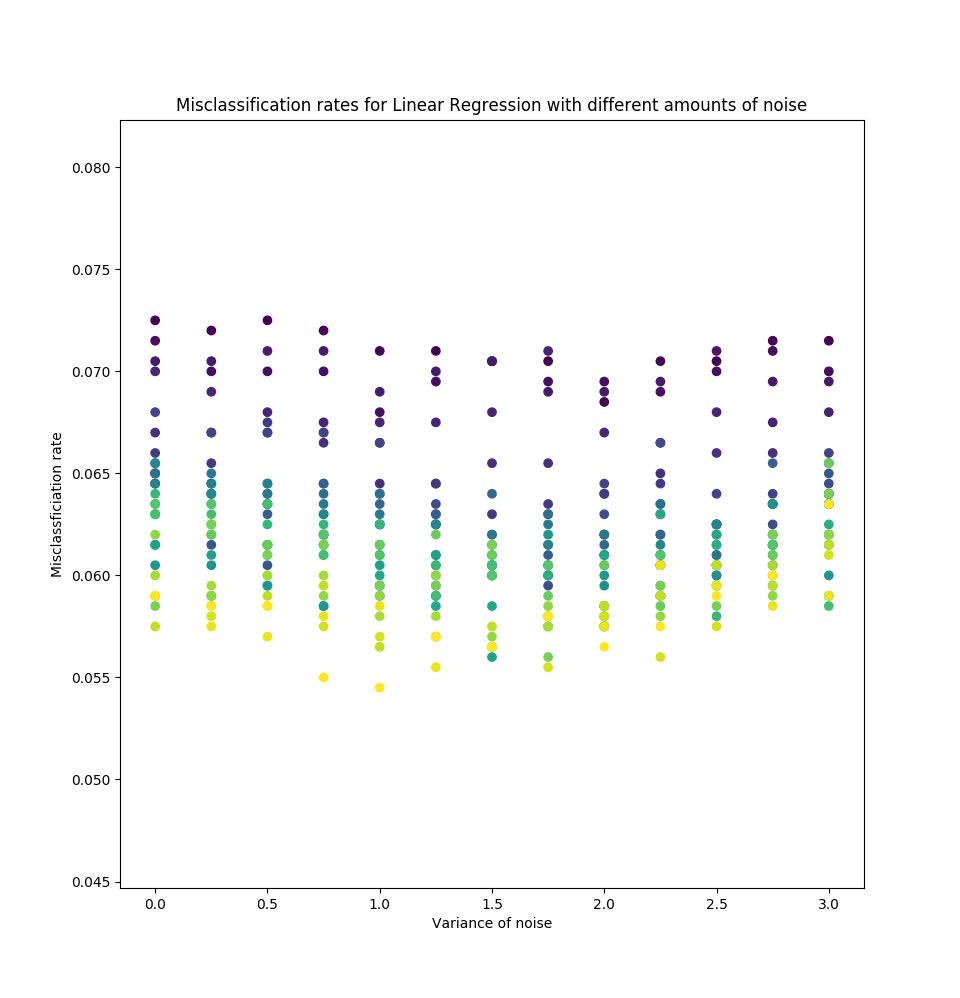 Misclassification rates for Linear Regression with different amounts of noise
0.080
0.075
0.070
0.065
0.060
0.055
0.050
0.045
Misclassficiation rate
0.0 0.5 1.0 1.5 2.0 2.5 3.0
Variance of noise